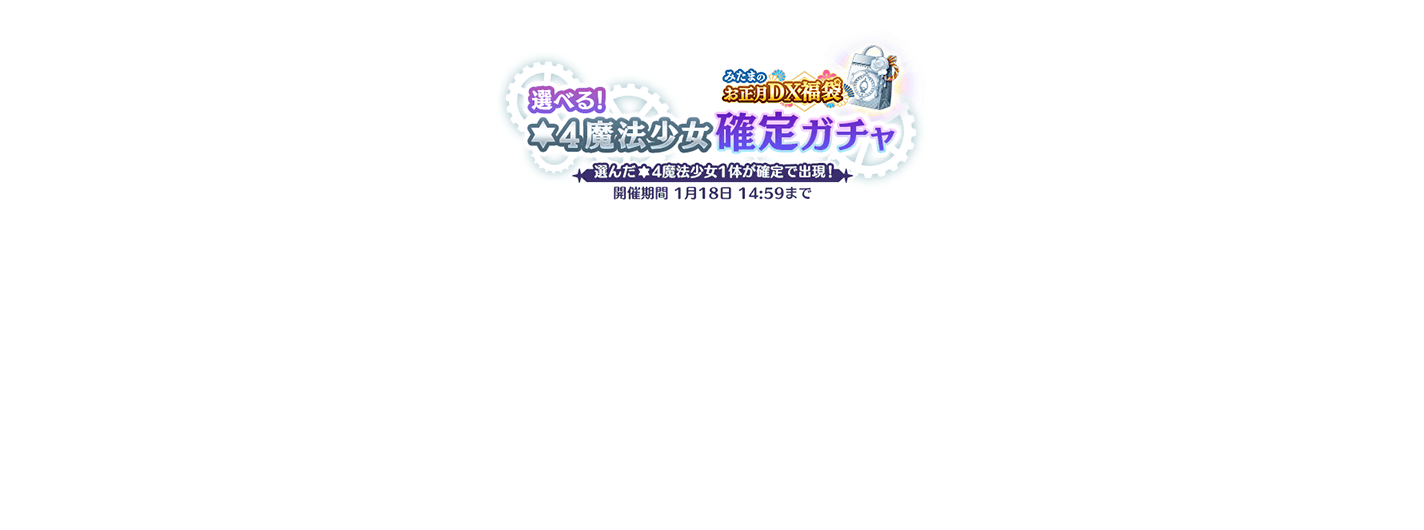 みたまの
お正月DX福袋
選べる!
★4魔法少女確定ガチャ
選んだ★4魔法少女1体が確定で出現!
開催期間 1月18日 14:59まで